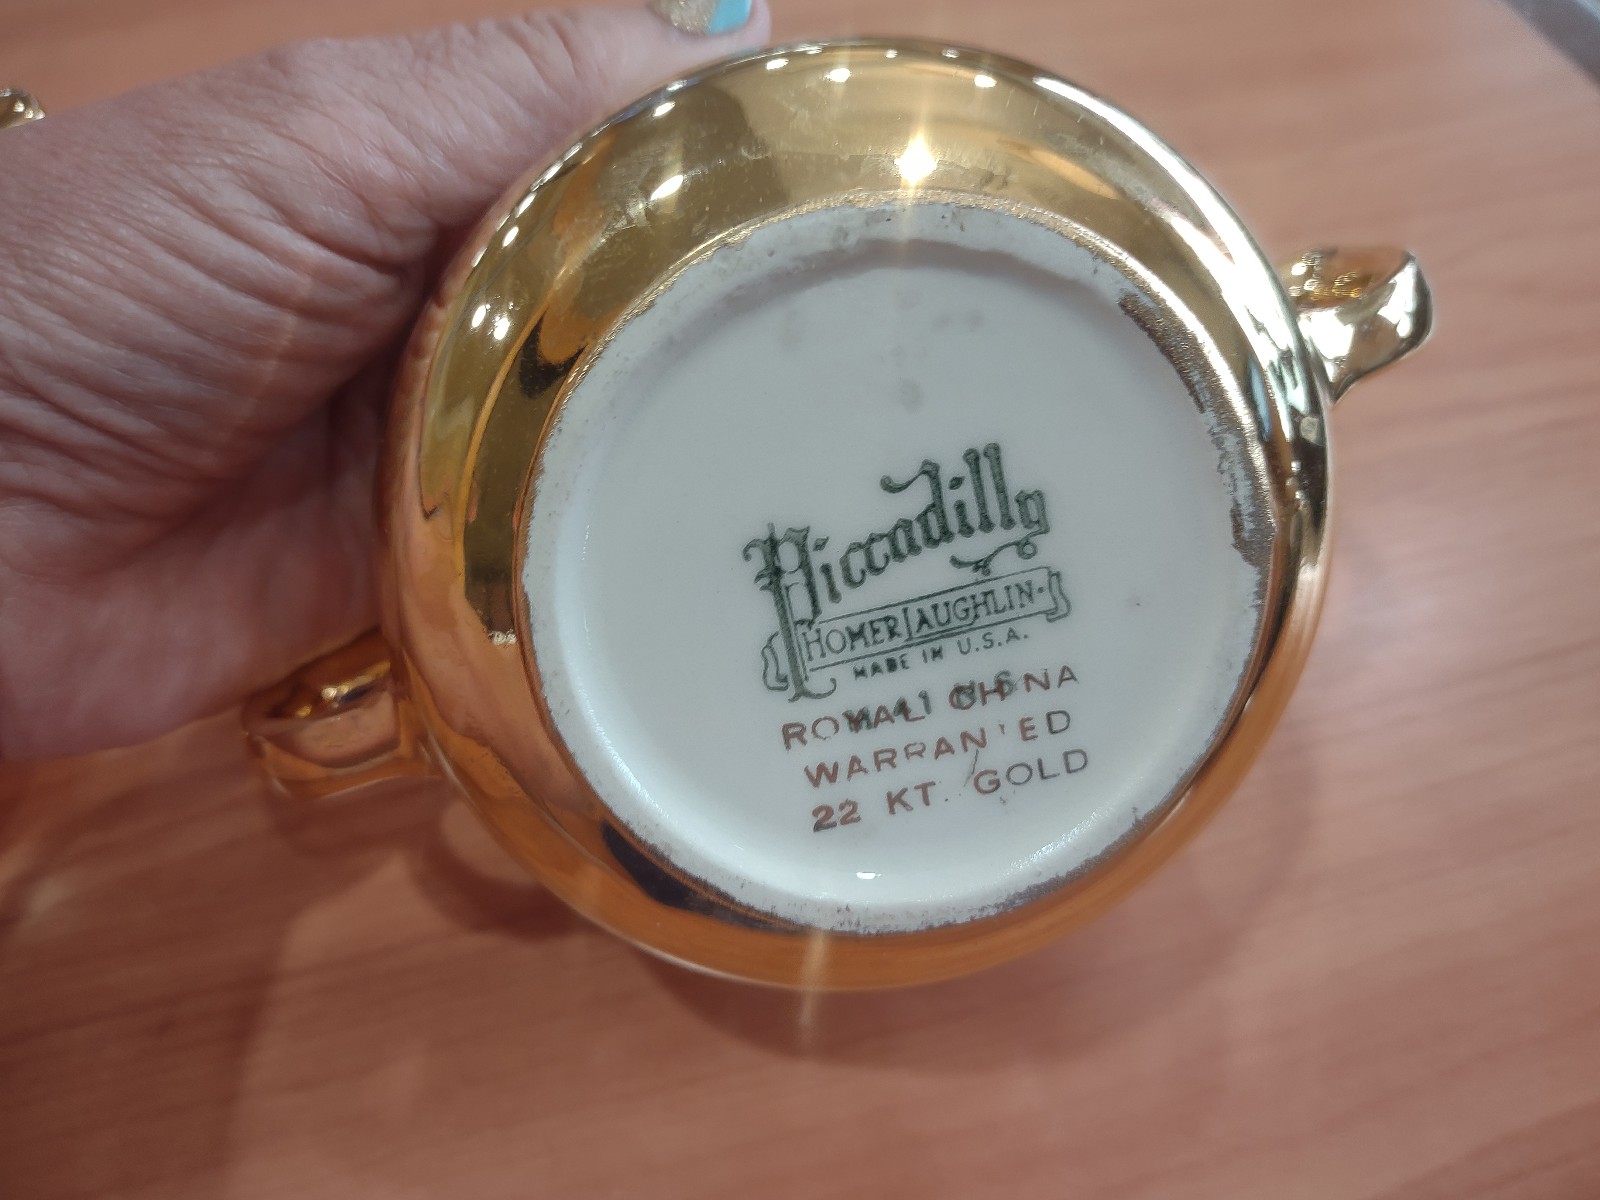 Piccadilly
HOMER LAUGHLIN
MADE IN U.S.A.
ROYAL CHINA
WARRANTED
22 KT. GOLD